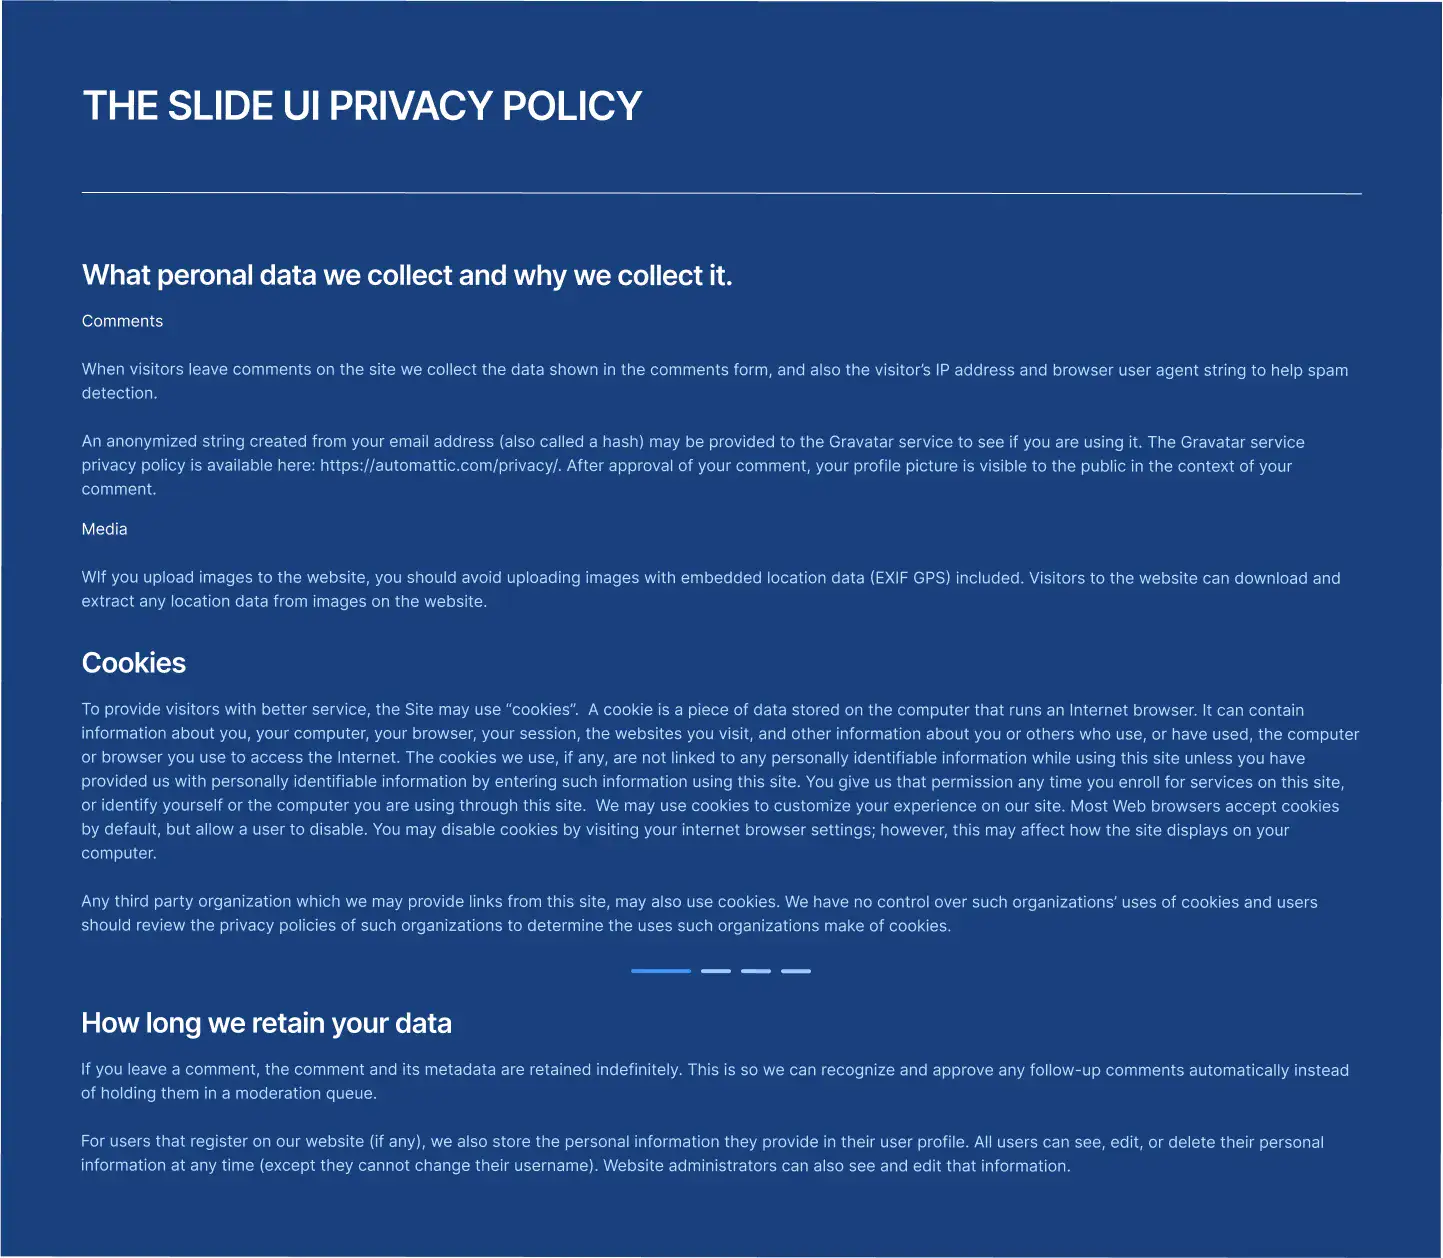 THE SLIDE UI PRIVACY POLICY
What peronal data we collect and why we collect it.
Comments
When visitors leave comments on the site we collect the data shown in the comments form, and also the visitor’s IP address and browser user agent string to help spam
detection.
An anonymized string created from your email address (also called a hash) may be provided to the Gravatar service to see if you are using it. The Gravatar service
privacy policy is available here: https://automattic.com/privacy/. After approval of your comment, your profile picture is visible to the public in the context of your
comment.
Media
WIf you upload images to the website, you should avoid uploading images with embedded location data (EXIF GPS) included. Visitors to the website can download and
extract any location data from images on the website.
Cookies
To provide visitors with better service, the Site may use “cookies”.  A cookie is a piece of data stored on the computer that runs an Internet browser. It can contain
information about you, your computer, your browser, your session, the websites you visit, and other information about you or others who use, or have used, the computer
or browser you use to access the Internet. The cookies we use, if any, are not linked to any personally identifiable information while using this site unless you have
provided us with personally identifiable information by entering such information using this site. You give us that permission any time you enroll for services on this site,
or identify yourself or the computer you are using through this site.  We may use cookies to customize your experience on our site. Most Web browsers accept cookies
by default, but allow a user to disable. You may disable cookies by visiting your internet browser settings; however, this may affect how the site displays on your
computer.
Any third party organization which we may provide links from this site, may also use cookies. We have no control over such organizations’ uses of cookies and users
should review the privacy policies of such organizations to determine the uses such organizations make of cookies.
How long we retain your data
If you leave a comment, the comment and its metadata are retained indefinitely. This is so we can recognize and approve any follow-up comments automatically instead
of holding them in a moderation queue.
For users that register on our website (if any), we also store the personal information they provide in their user profile. All users can see, edit, or delete their personal
information at any time (except they cannot change their username). Website administrators can also see and edit that information.